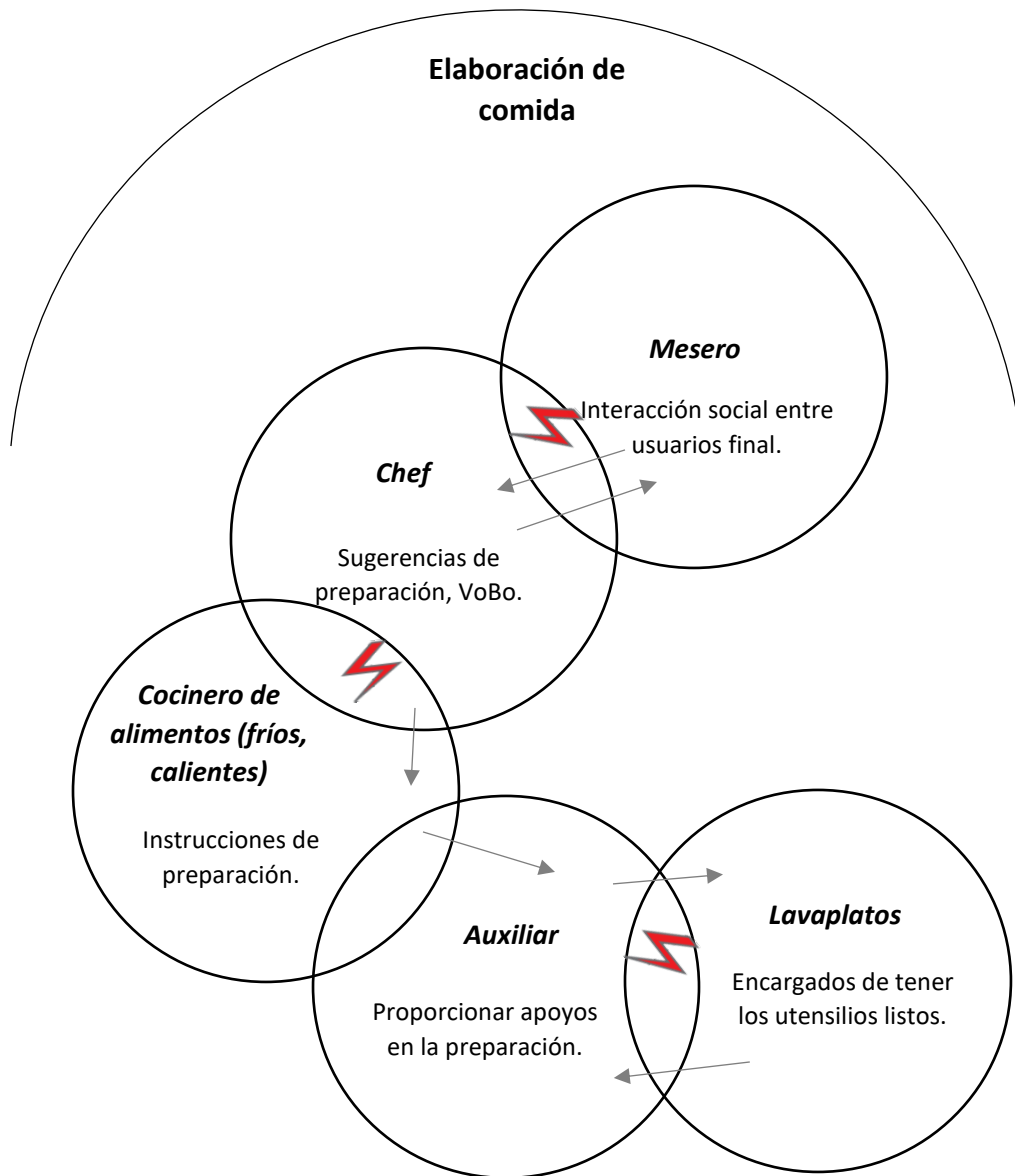 Elaboración de
comida
Mesero
Interacción social entre
usuarios final.
Chef
Sugerencias de
preparación, VoBo.
Cocinero de
alimentos (fríos,
calientes)
Instrucciones de
preparación.
Auxiliar
Proporcionar apoyos
en la preparación.
Lavaplatos
Encargados de tener
los utensilios listos.